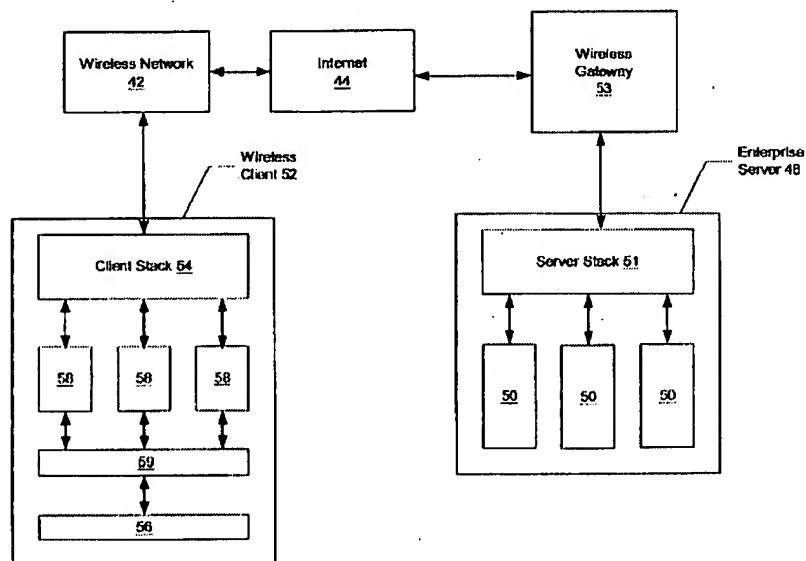 Wireless Network
42
Internet
44
Wireless
Gateway
53
Wireless
Client 52
Enterprise
Server 48
Client Stack 54
Server Stack 51
58
58
58
50
50
50
59
56